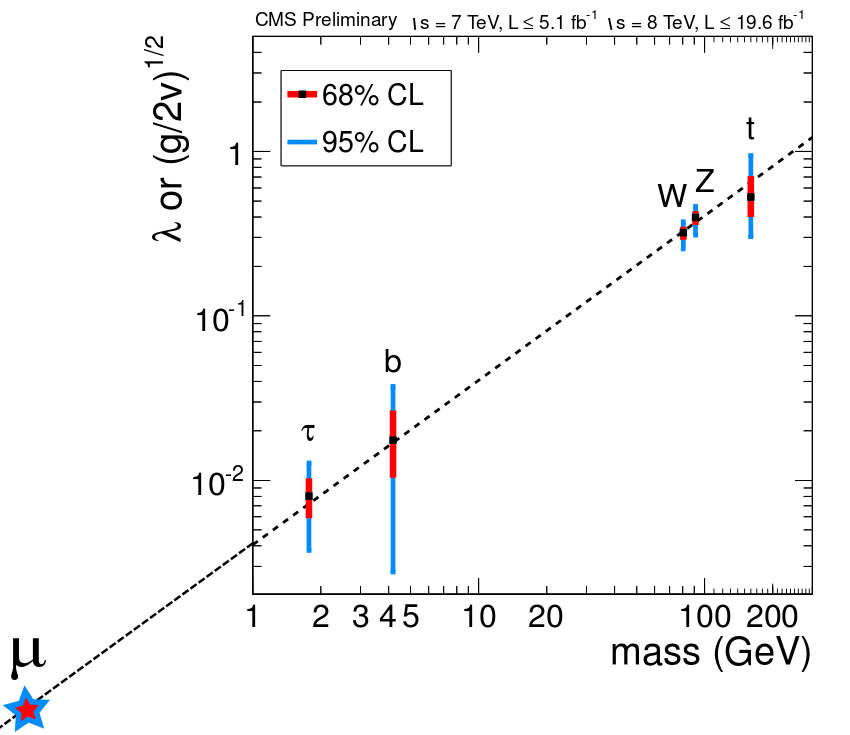 CMS Preliminary √s = 7 TeV, L ≤ 5.1 fb⁻¹ √s = 8 TeV, L ≤ 19.6 fb⁻¹
λ or (g/2v)^1/2
68% CL
95% CL
t
1
W Z
10⁻¹
b
τ
10⁻²
1 2 3 4 5 10 20 100 200
mass (GeV)
μ